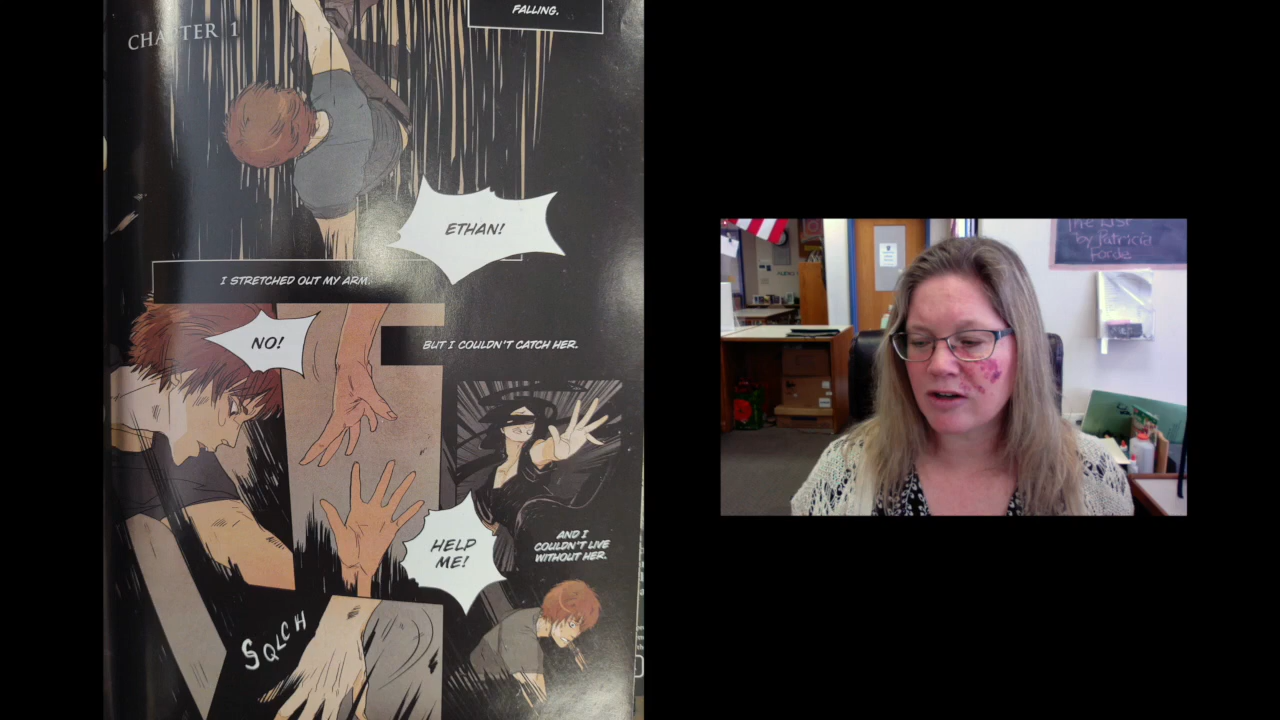 FALLING.
CHAPTER 1
ETHAN!
I STRETCHED OUT MY ARM.
NO!
BUT I COULDN'T CATCH HER.
HELP
ME!
AND I
COULDN'T LIVE
WITHOUT HER.
SQLCH
The List
by Patricia
Forde